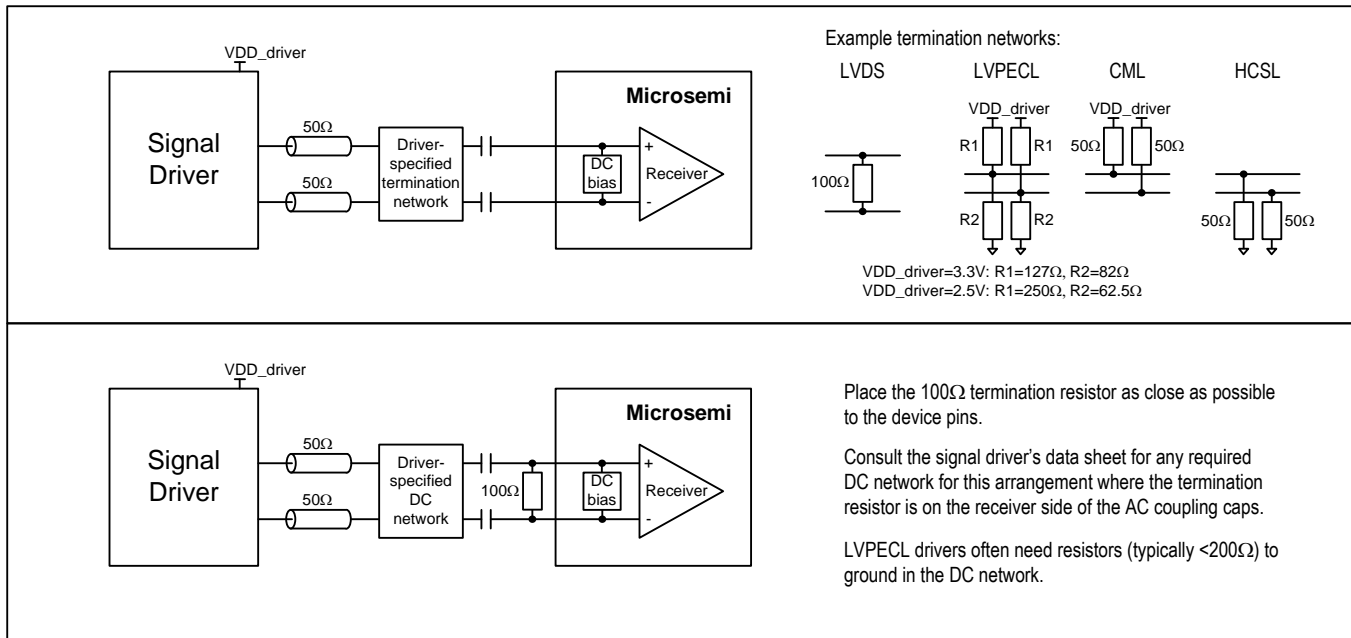 VDD_driver
Signal
Driver
50Ω
50Ω
Driver-
specified
termination
network
Microsemi
DC
bias
+
-
Receiver
Example termination networks:
LVDS
100Ω
LVPECL
VDD_driver
R1
R1
R2
R2
CML
VDD_driver
50Ω
50Ω
HCSL
50Ω
50Ω
VDD_driver=3.3V: R1=127Ω, R2=82Ω
VDD_driver=2.5V: R1=250Ω, R2=62.5Ω
VDD_driver
Signal
Driver
50Ω
50Ω
Driver-
specified
DC
network
100Ω
Microsemi
DC
bias
+
-
Receiver
Place the 100Ω termination resistor as close as possible
to the device pins.
Consult the signal driver's data sheet for any required
DC network for this arrangement where the termination
resistor is on the receiver side of the AC coupling caps.
LVPECL drivers often need resistors (typically <200Ω) to
ground in the DC network.